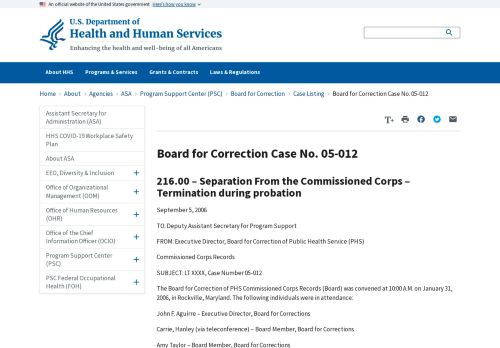 An official website of the United States government Here's how you know
U.S. Department of
Health and Human Services
Enhancing the health and well-being of all Americans
About HHS Programs & Services Grants & Contracts Laws & Regulations
Home About Agencies ASA Program Support Center (PSC) Board for Correction Case Listing Board for Correction Case No. 05-012
Assistant Secretary for
Administration (ASA)
HHS COVID-19 Workplace Safety
Plan
About ASA
EEO, Diversity & Inclusion
Office of Organizational
Management (OOM)
Office of Human Resources
(OHR)
Office of the Chief
Information Officer (OCIO)
Program Support Center
(PSC)
PSC Federal Occupational
Health (FOH)
T+
Board for Correction Case No. 05-012
216.00 – Separation From the Commissioned Corps –
Termination during probation
September 5, 2006
TO: Deputy Assistant Secretary for Program Support
FROM: Executive Director, Board for Correction of Public Health Service (PHS)
Commissioned Corps Records
SUBJECT: LT XXXX, Case Number 05-012
The Board for Correction of PHS Commissioned Corps Records (Board) was convened at 10:00 A.M. on January 31,
2006, in Rockville, Maryland. The following individuals were in attendance:
John F. Aguirre – Executive Director, Board for Corrections
Carrie, Hanley (via teleconference) – Board Member, Board for Corrections
Amy Taylor – Board Member, Board for Corrections